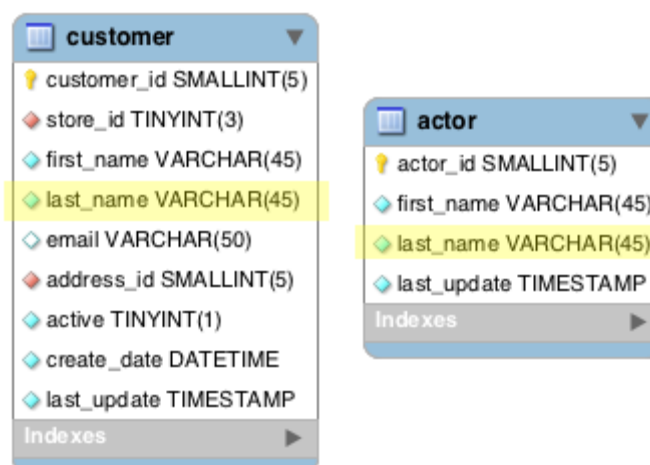 customer
customer_id SMALLINT(5)
store_id TINYINT(3)
first_name VARCHAR(45)
last_name VARCHAR(45)
email VARCHAR(50)
address_id SMALLINT(5)
active TINYINT(1)
create_date DATETIME
last_update TIMESTAMP
Indexes
actor
actor_id SMALLINT(5)
first_name VARCHAR(45)
last_name VARCHAR(45)
last_update TIMESTAMP
Indexes